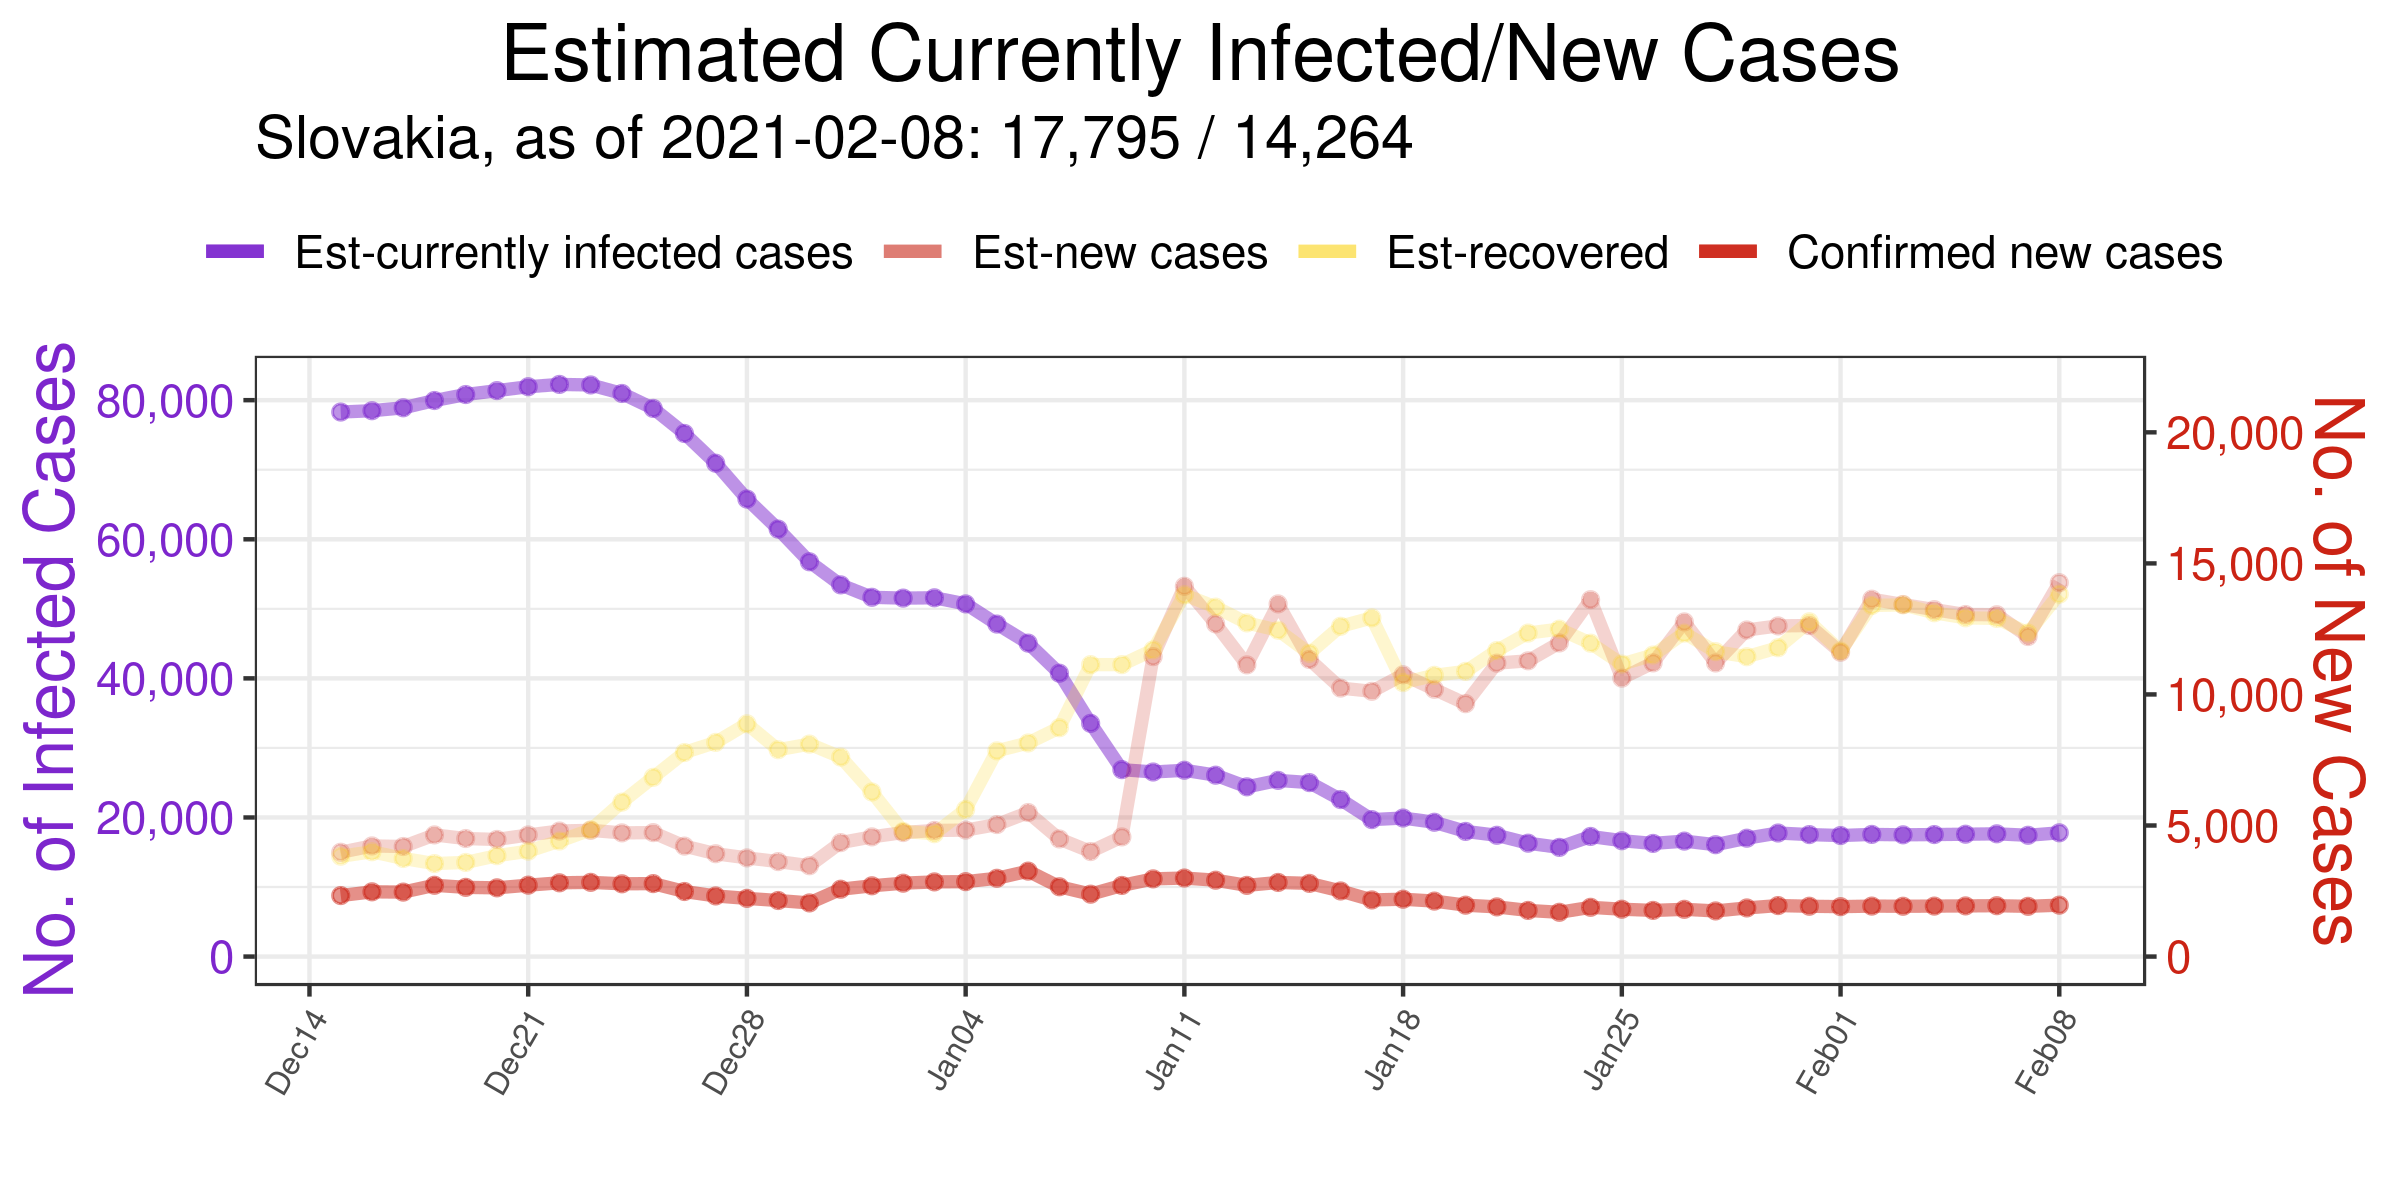 Estimated Currently Infected/New Cases
Slovakia, as of 2021-02-08: 17,795 / 14,264
Est-currently infected cases Est-new cases Est-recovered Confirmed new cases
No. of Infected Cases
80,000
60,000
40,000
20,000
0
20,000
15,000
10,000
5,000
0
No. of New Cases
Dec14 Dec21 Dec28 Jan04 Jan11 Jan18 Jan25 Feb01 Feb08